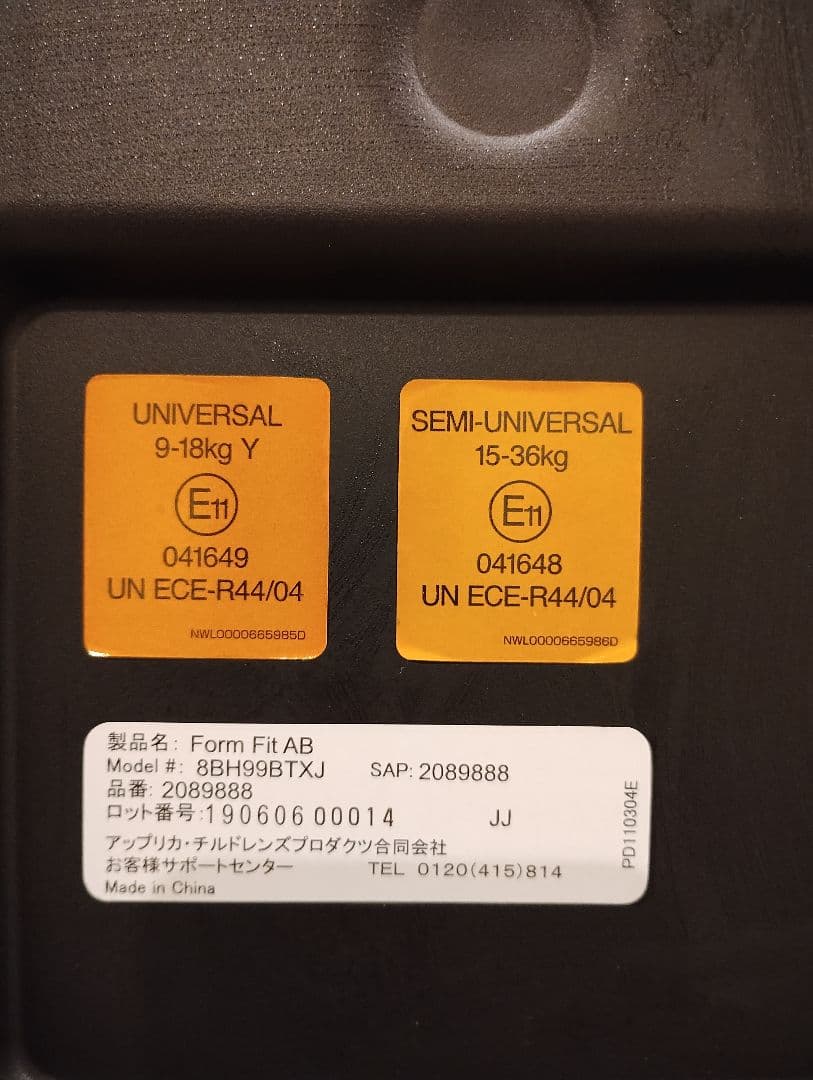 UNIVERSAL
9-18kg Y
E11
041649
UN ECE-R44/04
NWL0000665985D
SEMI-UNIVERSAL
15-36kg
E11
041648
UN ECE-R44/04
NWL0000665986D
製品名: Form Fit AB
Model #: 8BH99BTXJ SAP: 2089888
品番: 2089888
ロット番号:190606 00014 JJ
アップリカ・チルドレンズプロダクツ合同会社
お客様サポートセンター TEL 0120(415)814
Made in China
PD110304E